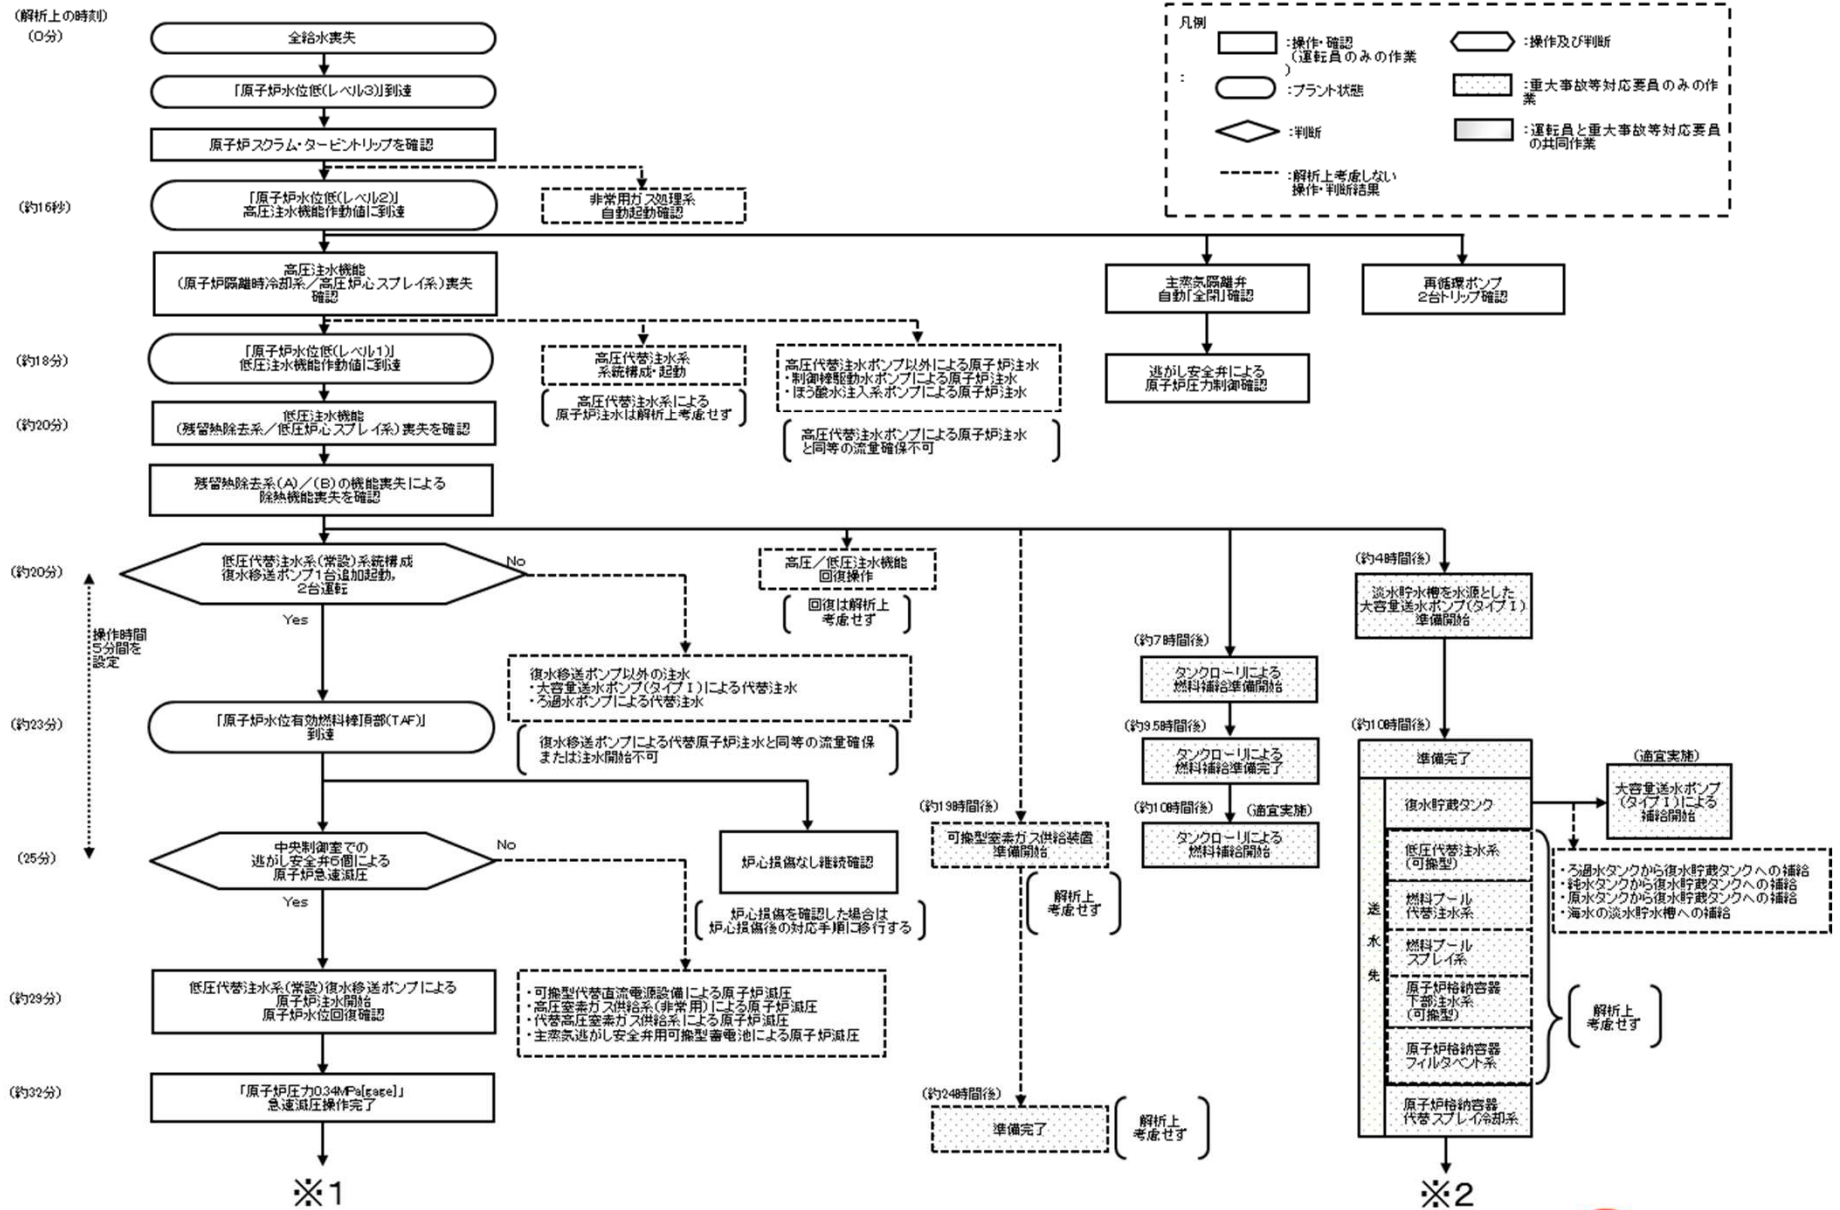 (解析上の時刻)
(0分)
全給水喪失
「原子炉水位低(レベル3)」到達
原子炉スクラム・タービントリップを確認
(約16秒)
「原子炉水位低(レベル2)」
高圧注水機能作動値に到達
非常用ガス処理系
自動起動確認
高圧注水機能
(原子炉隔離時冷却系/高圧炉心スプレイ系)喪失
確認
主蒸気隔離弁
自動「全閉」確認
再循環ポンプ
2台トリップ確認
(約18分)
「原子炉水位低(レベル1)」
低圧注水機能作動値に到達
高圧代替注水系
系統構成・起動
高圧代替注水系による
原子炉注水は解析上考慮せず
高圧代替注水ポンプ以外による原子炉注水
・制御棒駆動水ポンプによる原子炉注水
・ほう酸水注入系ポンプによる原子炉注水
高圧代替注水ポンプによる原子炉注水
と同等の流量確保不可
逃がし安全弁による
原子炉圧力制御確認
(約20分)
低圧注水機能
(残留熱除去系/低圧炉心スプレイ系)喪失を確認
残留熱除去系(A)/(B)の機能喪失による
除熱機能喪失を確認
(約20分)
低圧代替注水系(常設)系統構成
復水移送ポンプ1台追加起動,
2台運転
No
Yes
操作時間
5分間を
設定
高圧/低圧注水機能
回復操作
回復は解析上
考慮せず
復水移送ポンプ以外の注水
・大容量送水ポンプ(タイプⅠ)による代替注水
・ろ過水ポンプによる代替注水
復水移送ポンプによる代替原子炉注水と同等の流量確保
または注水開始不可
(約23分)
「原子炉水位有効燃料棒頂部(TAF)」
到達
(25分)
中央制御室での
逃がし安全弁6個による
原子炉急速減圧
No
Yes
炉心損傷なし継続確認
炉心損傷を確認した場合は
炉心損傷後の対応手順に移行する
(約29分)
低圧代替注水系(常設)復水移送ポンプによる
原子炉注水開始
原子炉水位回復確認
・可搬型代替直流電源設備による原子炉減圧
・高圧窒素ガス供給系(非常用)による原子炉減圧
・代替高圧窒素ガス供給系による原子炉減圧
・主蒸気逃がし安全弁用可搬型蓄電池による原子炉減圧
(約32分)
「原子炉圧力0.34MPa[gage]」
急速減圧操作完了
※1
(約19時間後)
可搬型窒素ガス供給装置
準備開始
解析上
考慮せず
(約24時間後)
準備完了
解析上
考慮せず
(約7時間後)
タンクローリによる
燃料補給準備開始
(約9.5時間後)
タンクローリによる
燃料補給準備完了
(約10時間後)
(適宜実施)
タンクローリによる
燃料補給開始
(約4時間後)
淡水貯水槽を水源とした
大容量送水ポンプ(タイプⅠ)
準備開始
(約10時間後)
準備完了
送水先
復水貯蔵タンク
低圧代替注水系
(可搬型)
燃料プール
代替注水系
燃料プール
スプレイ系
原子炉格納容器
下部注水系
(可搬型)
原子炉格納容器
フィルタベント系
原子炉格納容器
代替スプレイ冷却系
(適宜実施)
大容量送水ポンプ
(タイプⅠ)による
補給開始
・ろ過水タンクから復水貯蔵タンクへの補給
・純水タンクから復水貯蔵タンクへの補給
・原水タンクから復水貯蔵タンクへの補給
・海水の淡水貯水槽への補給
解析上
考慮せず
※2
凡例
:
:操作・確認
(運転員のみの作業
)
:プラント状態
:判断
:解析上考慮しない
操作・判断結果
:操作及び判断
:重大事故等対応要員のみの作
業
:運転員と重大事故等対応要員
の共同作業